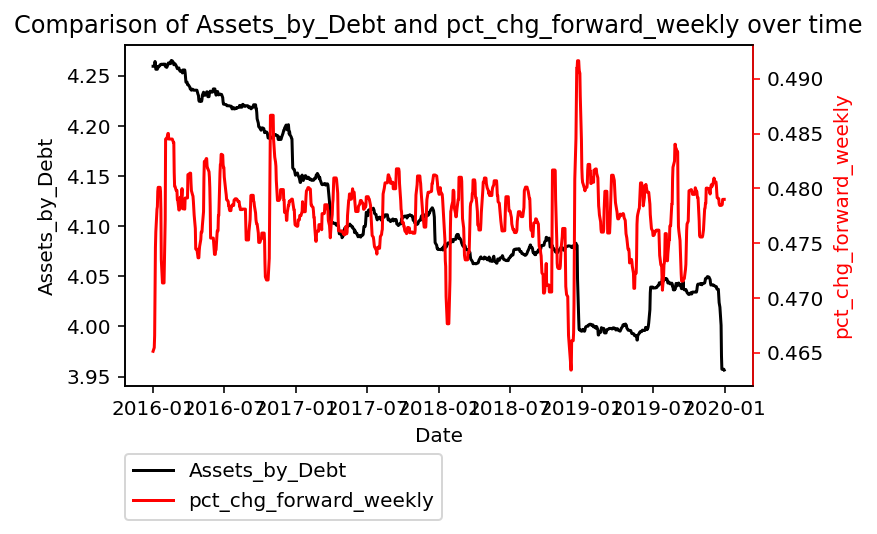 Comparison of Assets_by_Debt and pct_chg_forward_weekly over time
Assets_by_Debt
4.25
4.20
4.15
4.10
4.05
4.00
3.95
0.490
0.485
0.480
0.475
0.470
0.465
pct_chg_forward_weekly
2016-01 2016-07 2017-01 2017-07 2018-01 2018-07 2019-01 2019-07 2020-01
Date
Assets_by_Debt
pct_chg_forward_weekly